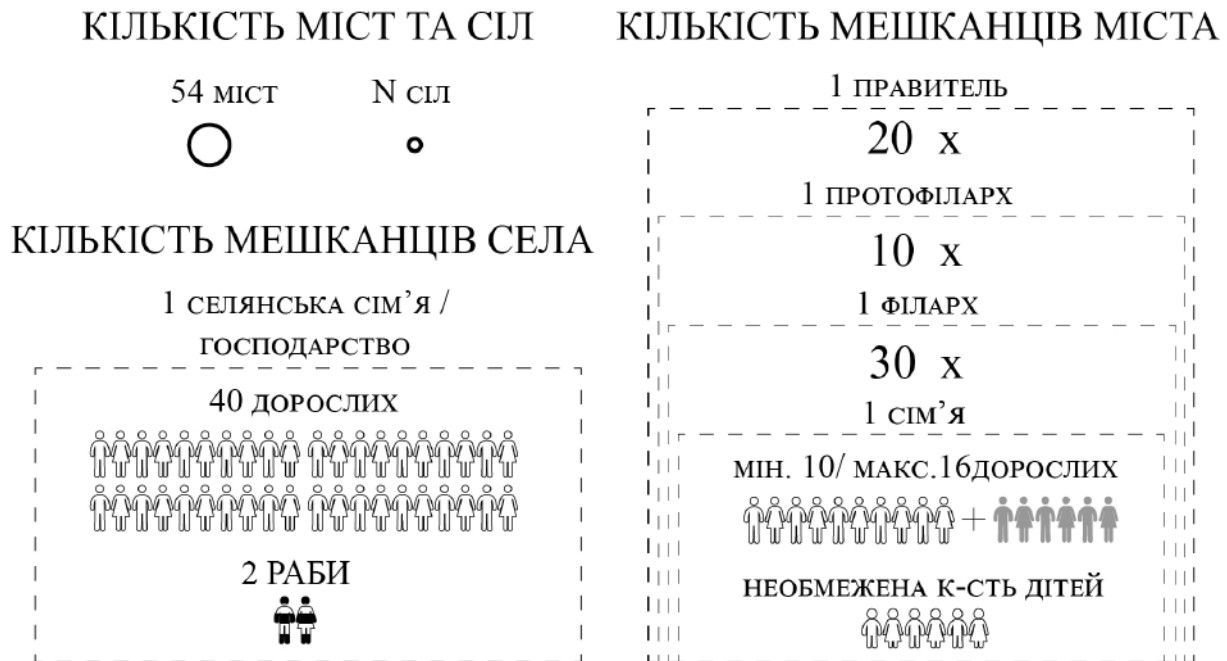 КІЛЬКІСТЬ МІСТ ТА СІЛ
54 міст
N сіл
КІЛЬКІСТЬ МЕШКАНЦІВ СЕЛА
1 селянська сім’я /
господарство
40 дорослих
2 РАБИ
КІЛЬКІСТЬ МЕШКАНЦІВ МІСТА
1 правитель
20 х
1 протофіларх
10 х
1 філарх
30 х
1 сім’я
мін. 10/ макс.16дорослих
+
необмежена к-сть дітей